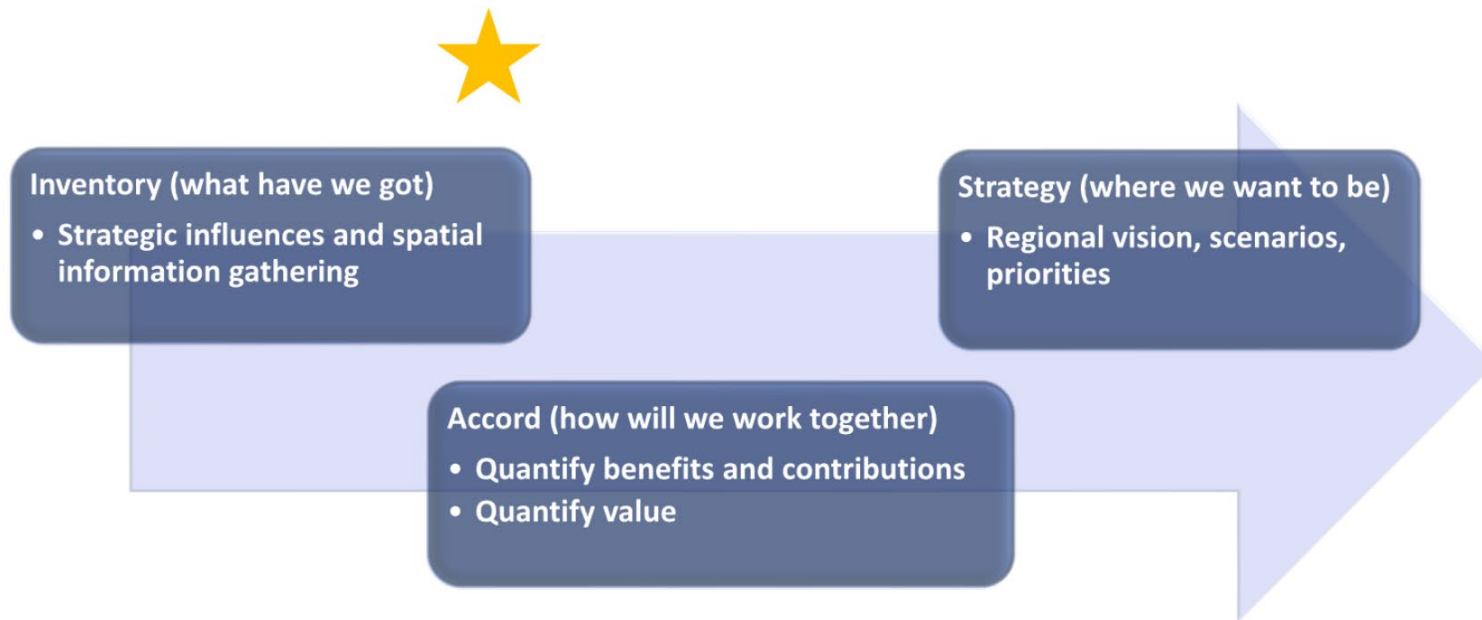 Inventory (what have we got)
• Strategic influences and spatial
information gathering
Accord (how will we work together)
• Quantify benefits and contributions
• Quantify value
Strategy (where we want to be)
• Regional vision, scenarios,
priorities